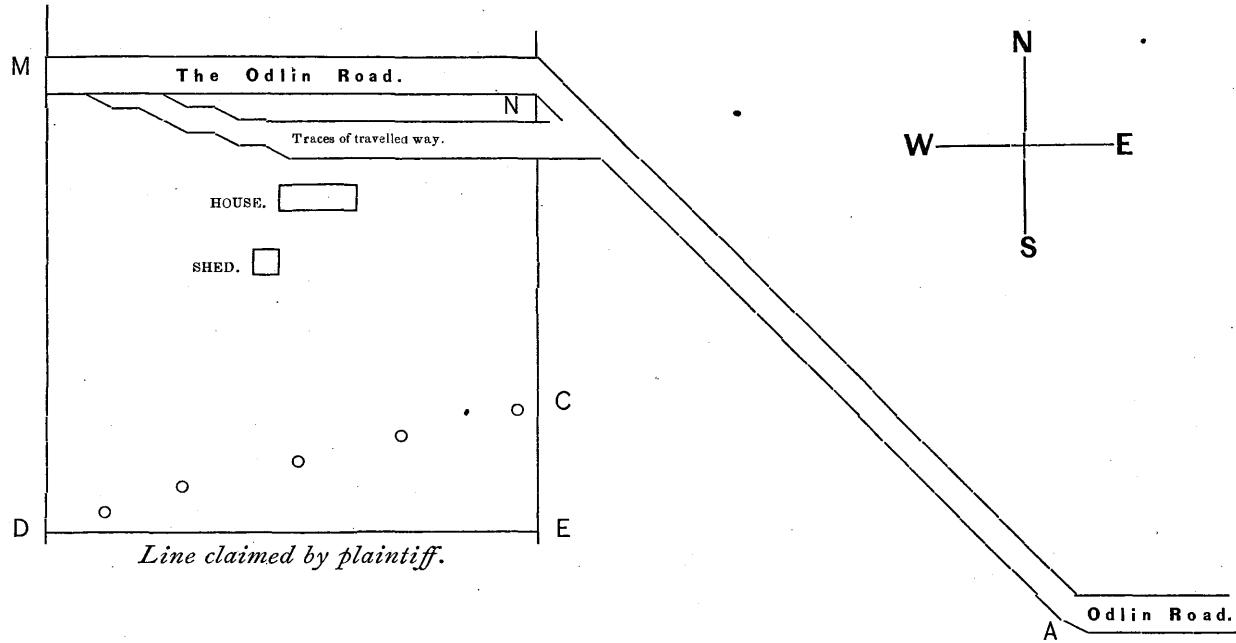 N
M
The Odlin Road.
N
Traces of travelled way.
W E
HOUSE.
S
SHED.
C
D E
Line claimed by plaintiff.
Odlin Road.
A